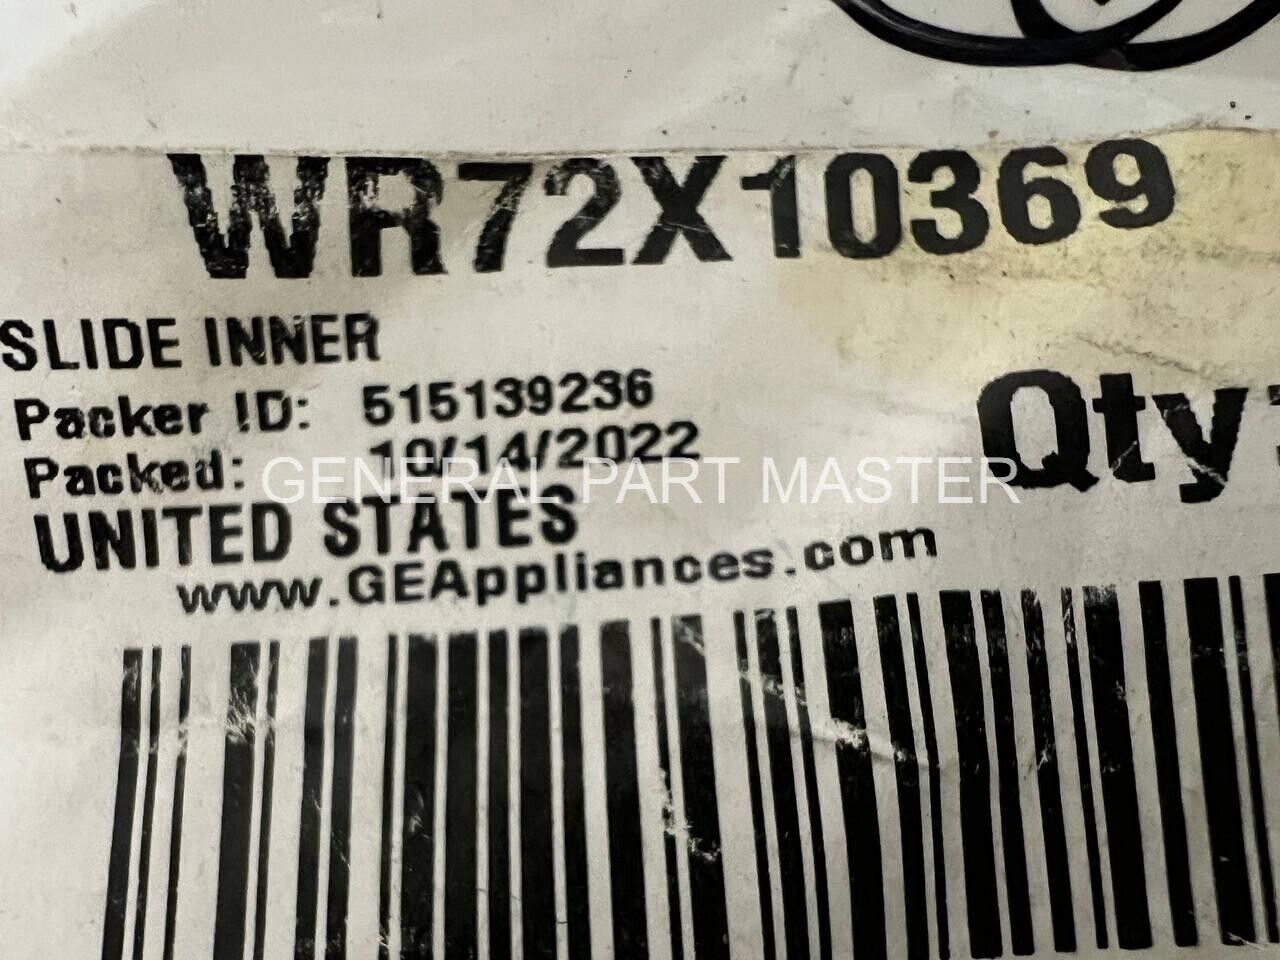 WR72X10369
SLIDE INNER
Packer ID: 515139236
Packed: 10/14/2022
GENERAL PART MASTER
Qty:
UNITED STATES
www.GEAppliances.com